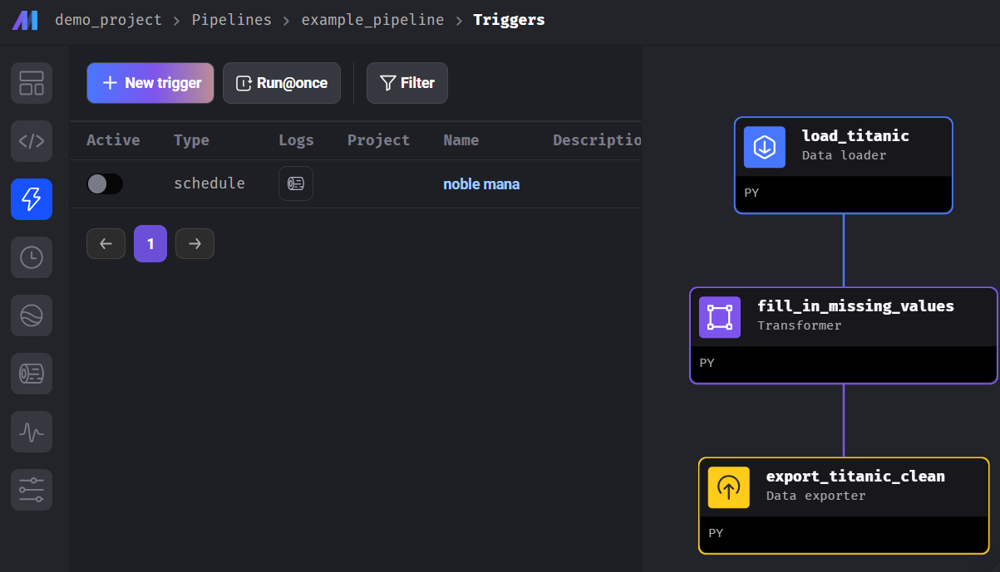 demo_project > Pipelines > example_pipeline > Triggers
New trigger Run@once Filter
Active Type Logs Project Name Descriptio
schedule noble mana
1
load_titanic
Data loader
PY
fill_in_missing_values
Transformer
PY
export_titanic_clean
Data exporter
PY